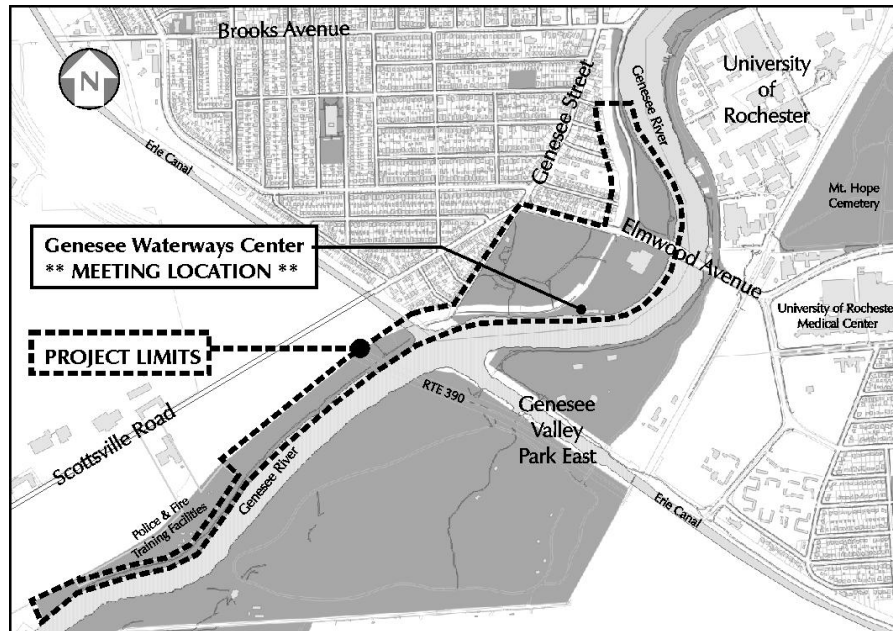 Brooks Avenue
N
Genesee Street
Genesee River
University
of
Rochester
Erie Canal
Mt. Hope
Cemetery
Genesee Waterways Center
** MEETING LOCATION **
Elmwood Avenue
University of Rochester
Medical Center
PROJECT LIMITS
RTE 390
Genesee
Valley
Park East
Scottsville Road
Genesee River
Police & Fire
Training Facilities
Erie Canal